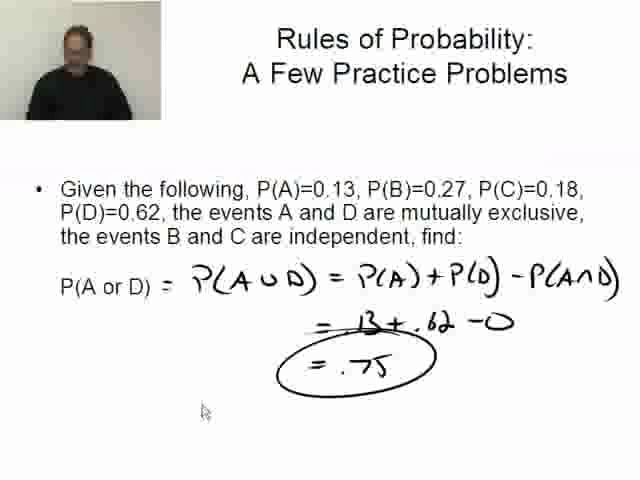 Rules of Probability:
A Few Practice Problems
• Given the following, P(A)=0.13, P(B)=0.27, P(C)=0.18,
P(D)=0.62, the events A and D are mutually exclusive,
the events B and C are independent, find:
P(A or D) = P(A ∪ D) = P(A) + P(D) - P(A∩D)
= .13 + .62 - 0
= .75